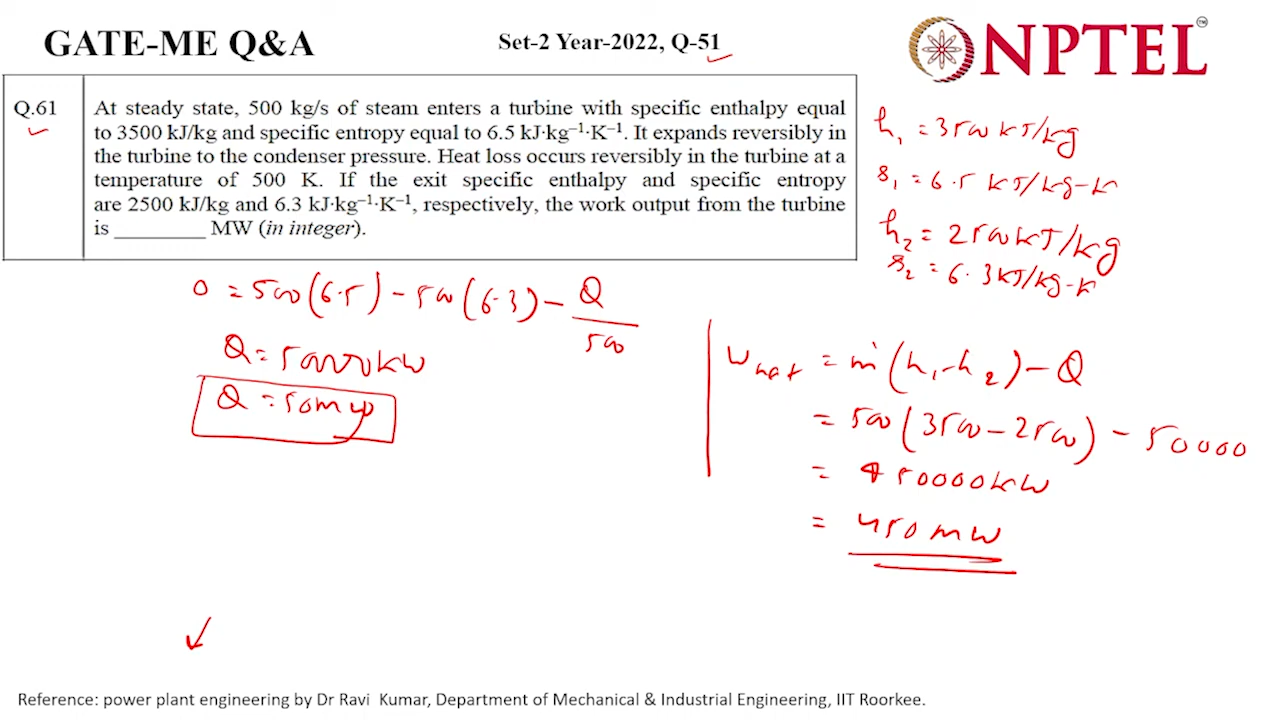 GATE-ME Q&A
Set-2 Year-2022, Q-51
NPTEL
TM
Q.61
At steady state, 500 kg/s of steam enters a turbine with specific enthalpy equal
to 3500 kJ/kg and specific entropy equal to 6.5 kJ·kg⁻¹·K⁻¹. It expands reversibly in
the turbine to the condenser pressure. Heat loss occurs reversibly in the turbine at a
temperature of 500 K. If the exit specific enthalpy and specific entropy
are 2500 kJ/kg and 6.3 kJ·kg⁻¹·K⁻¹, respectively, the work output from the turbine
is ________ MW (in integer).
h₁ = 3500 kJ/kg
s₁ = 6.5 kJ/kg-K
h₂ = 2500 kJ/kg
s₂ = 6.3 kJ/kg-K
0 = 500(6.5) - 500(6.3) - Q/500
Q = 50000 kW
Q = 50 MW
Wnet = ṁ(h₁-h₂) - Q
= 500(3500-2500) - 50000
= 450000 kW
= 450 MW
Reference: power plant engineering by Dr Ravi Kumar, Department of Mechanical & Industrial Engineering, IIT Roorkee.